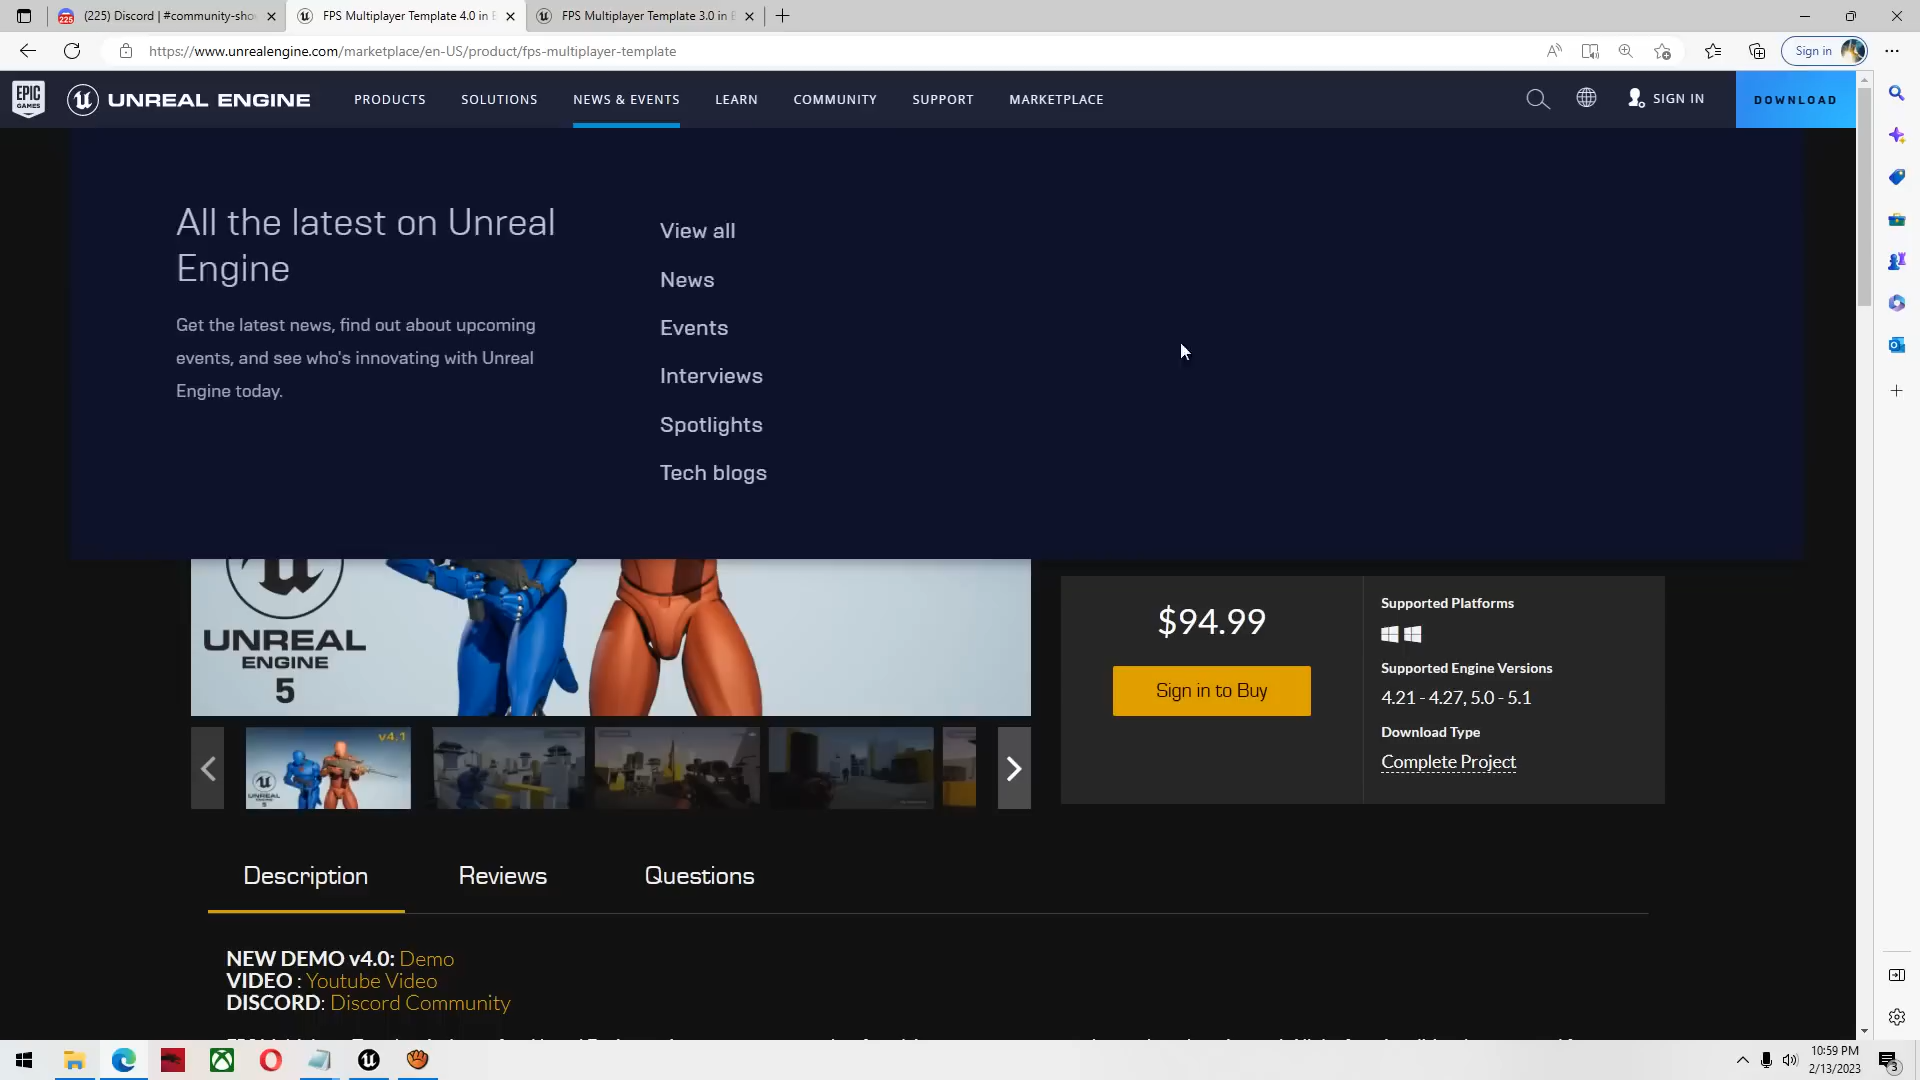 (225) Discord | #community-sho
FPS Multiplayer Template 4.0 in
FPS Multiplayer Template 3.0 in
https://www.unrealengine.com/marketplace/en-US/product/fps-multiplayer-template
Sign in
EPIC
GAMES
UNREAL ENGINE
PRODUCTS
SOLUTIONS
NEWS & EVENTS
LEARN
COMMUNITY
SUPPORT
MARKETPLACE
SIGN IN
DOWNLOAD
All the latest on Unreal
Engine
Get the latest news, find out about upcoming
events, and see who's innovating with Unreal
Engine today.
View all
News
Events
Interviews
Spotlights
Tech blogs
UNREAL
ENGINE
5
$94.99
Sign in to Buy
Supported Platforms
Supported Engine Versions
4.21 - 4.27, 5.0 - 5.1
Download Type
Complete Project
v4.1
Description
Reviews
Questions
NEW DEMO v4.0: Demo
VIDEO : Youtube Video
DISCORD: Discord Community
10:59 PM
2/13/2023
3